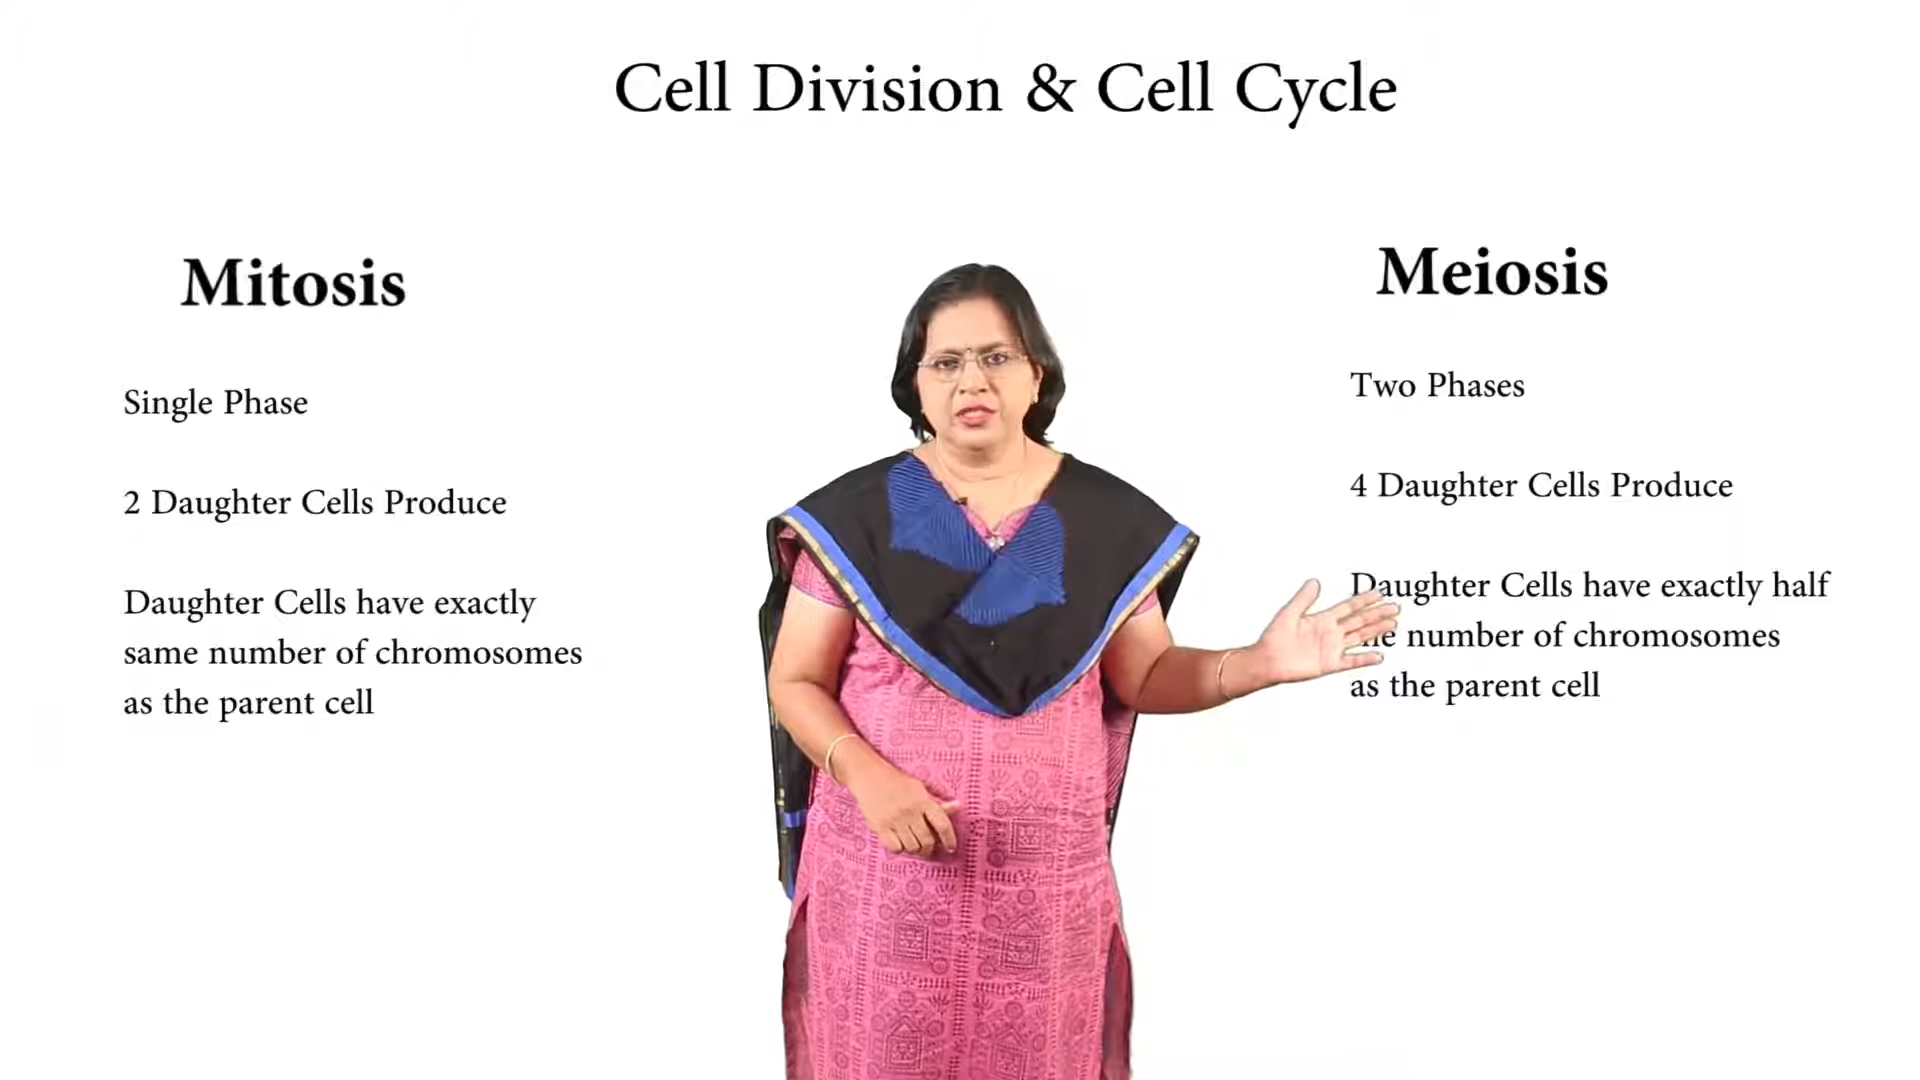 Cell Division & Cell Cycle
Mitosis
Single Phase
2 Daughter Cells Produce
Daughter Cells have exactly
same number of chromosomes
as the parent cell
Meiosis
Two Phases
4 Daughter Cells Produce
Daughter Cells have exactly half
the number of chromosomes
as the parent cell